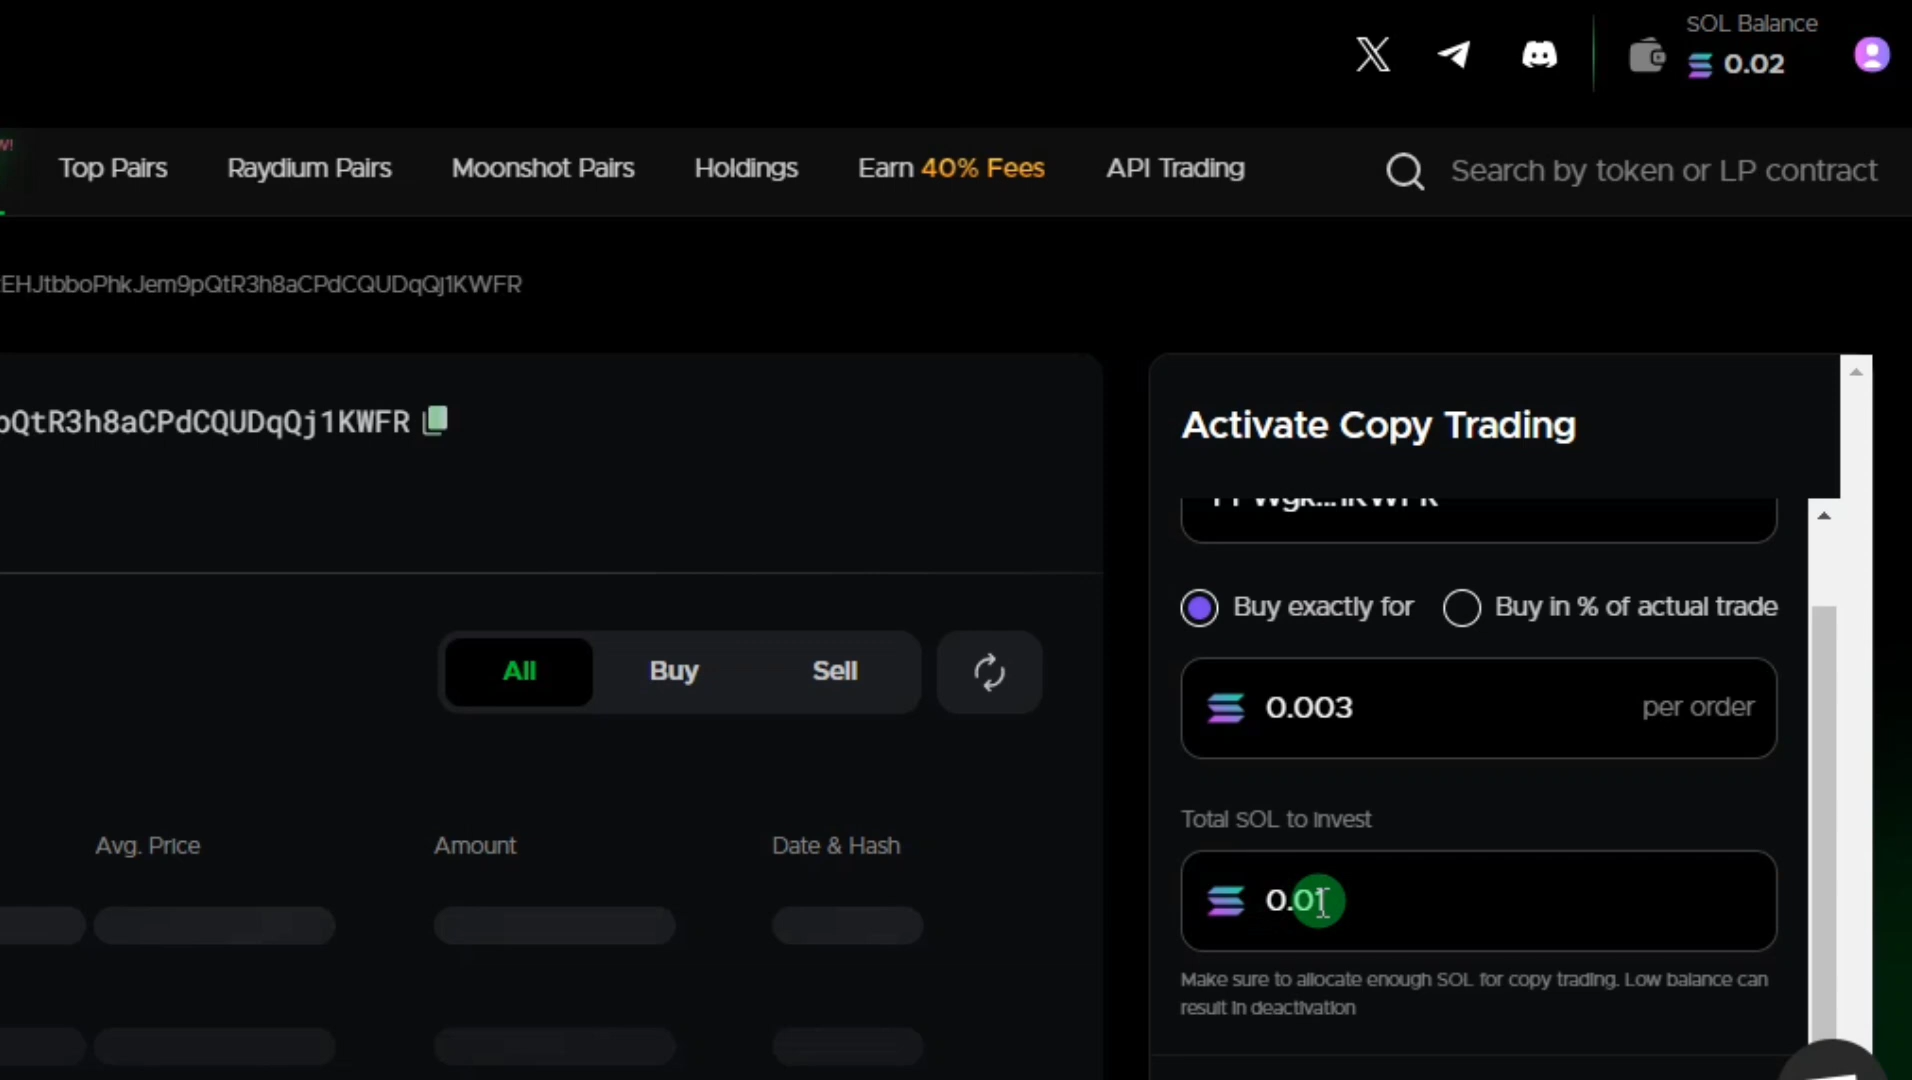 SOL Balance
0.02
W!
Top Pairs
Raydium Pairs
Moonshot Pairs
Holdings
Earn 40% Fees
API Trading
Search by token or LP contract
EHJtbboPhkJem9pQtR3h8aCPdCQUDqQj1KWFR
pQtR3h8aCPdCQUDqQj1KWFR
Activate Copy Trading
Buy exactly for
Buy in % of actual trade
All
Buy
Sell
0.003
per order
Total SOL to invest
Avg. Price
Amount
Date & Hash
0.01
Make sure to allocate enough SOL for copy trading. Low balance can
result in deactivation